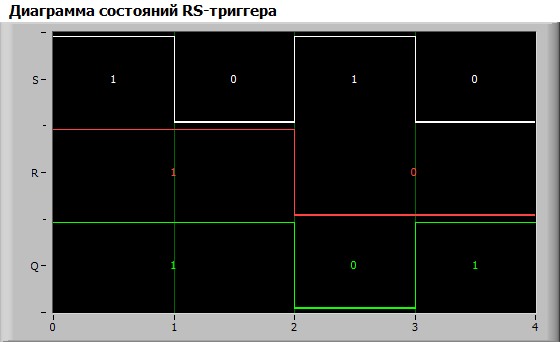 Диаграмма состояний RS-триггера
S 1 0 1 0
R 1 0
Q 1 0 1
0 1 2 3 4